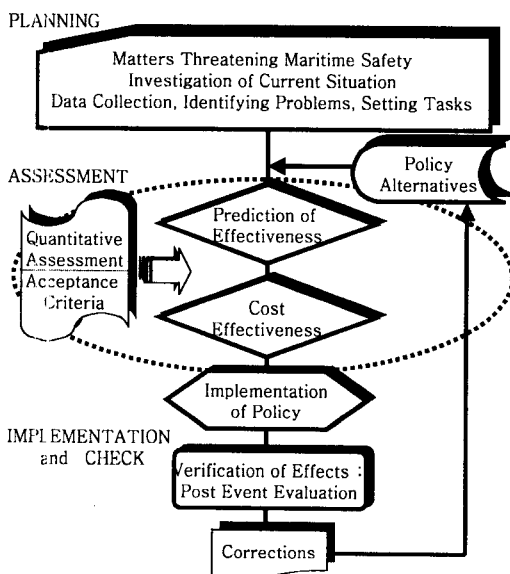 PLANNING
Matters Threatening Maritime Safety
Investigation of Current Situation
Data Collection, Identifying Problems, Setting Tasks
Policy
Alternatives
ASSESSMENT
Prediction of
Effectiveness
Quantitative
Assessment
Acceptance
Criteria
Cost
Effectiveness
Implementation
of Policy
IMPLEMENTATION
and CHECK
Verification of Effects :
Post Event Evaluation
Corrections